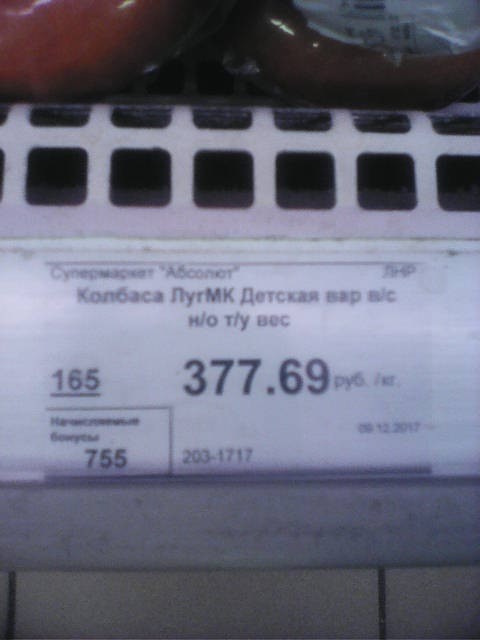 Супермаркет "Абсолют" ЛНР
Колбаса ЛугМК Детская вар в/с
н/о т/у вес
165 377.69 руб. /кг.
Начисляемые
бонусы
09.12.2017
755 203-1717